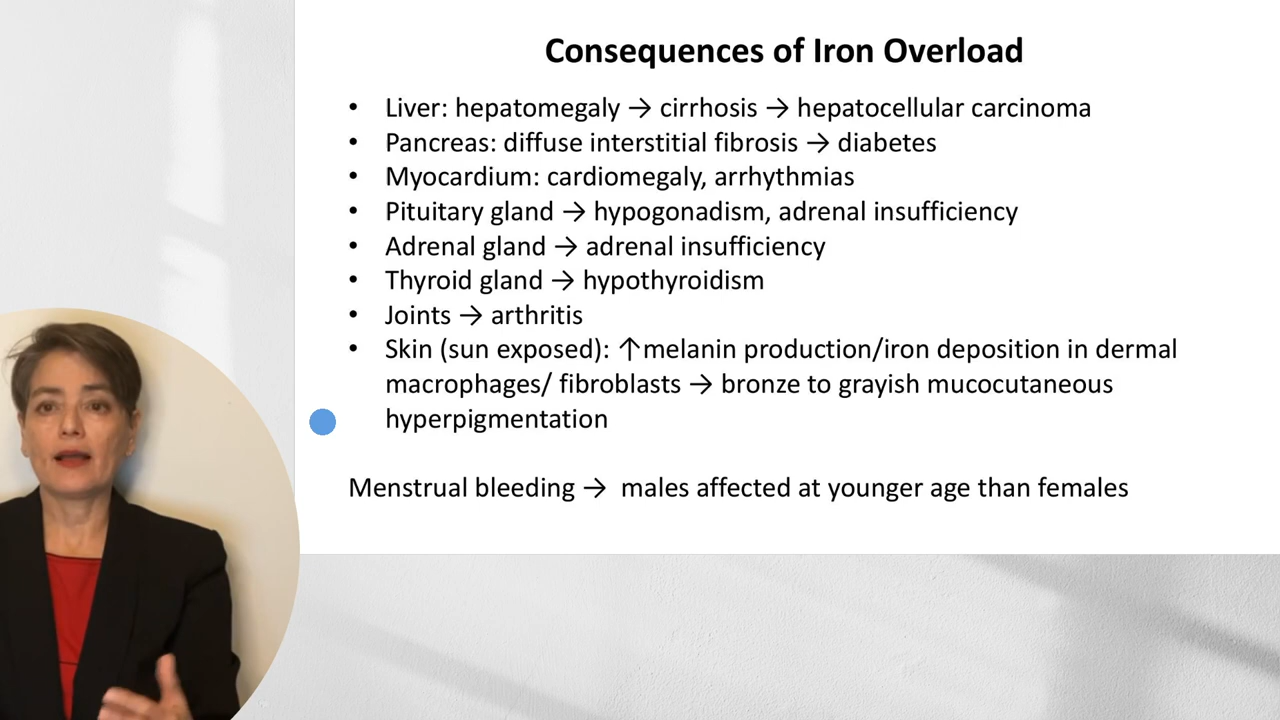 Consequences of Iron Overload
• Liver: hepatomegaly → cirrhosis → hepatocellular carcinoma
• Pancreas: diffuse interstitial fibrosis → diabetes
• Myocardium: cardiomegaly, arrhythmias
• Pituitary gland → hypogonadism, adrenal insufficiency
• Adrenal gland → adrenal insufficiency
• Thyroid gland → hypothyroidism
• Joints → arthritis
• Skin (sun exposed): ↑melanin production/iron deposition in dermal
macrophages/ fibroblasts → bronze to grayish mucocutaneous
hyperpigmentation
Menstrual bleeding → males affected at younger age than females